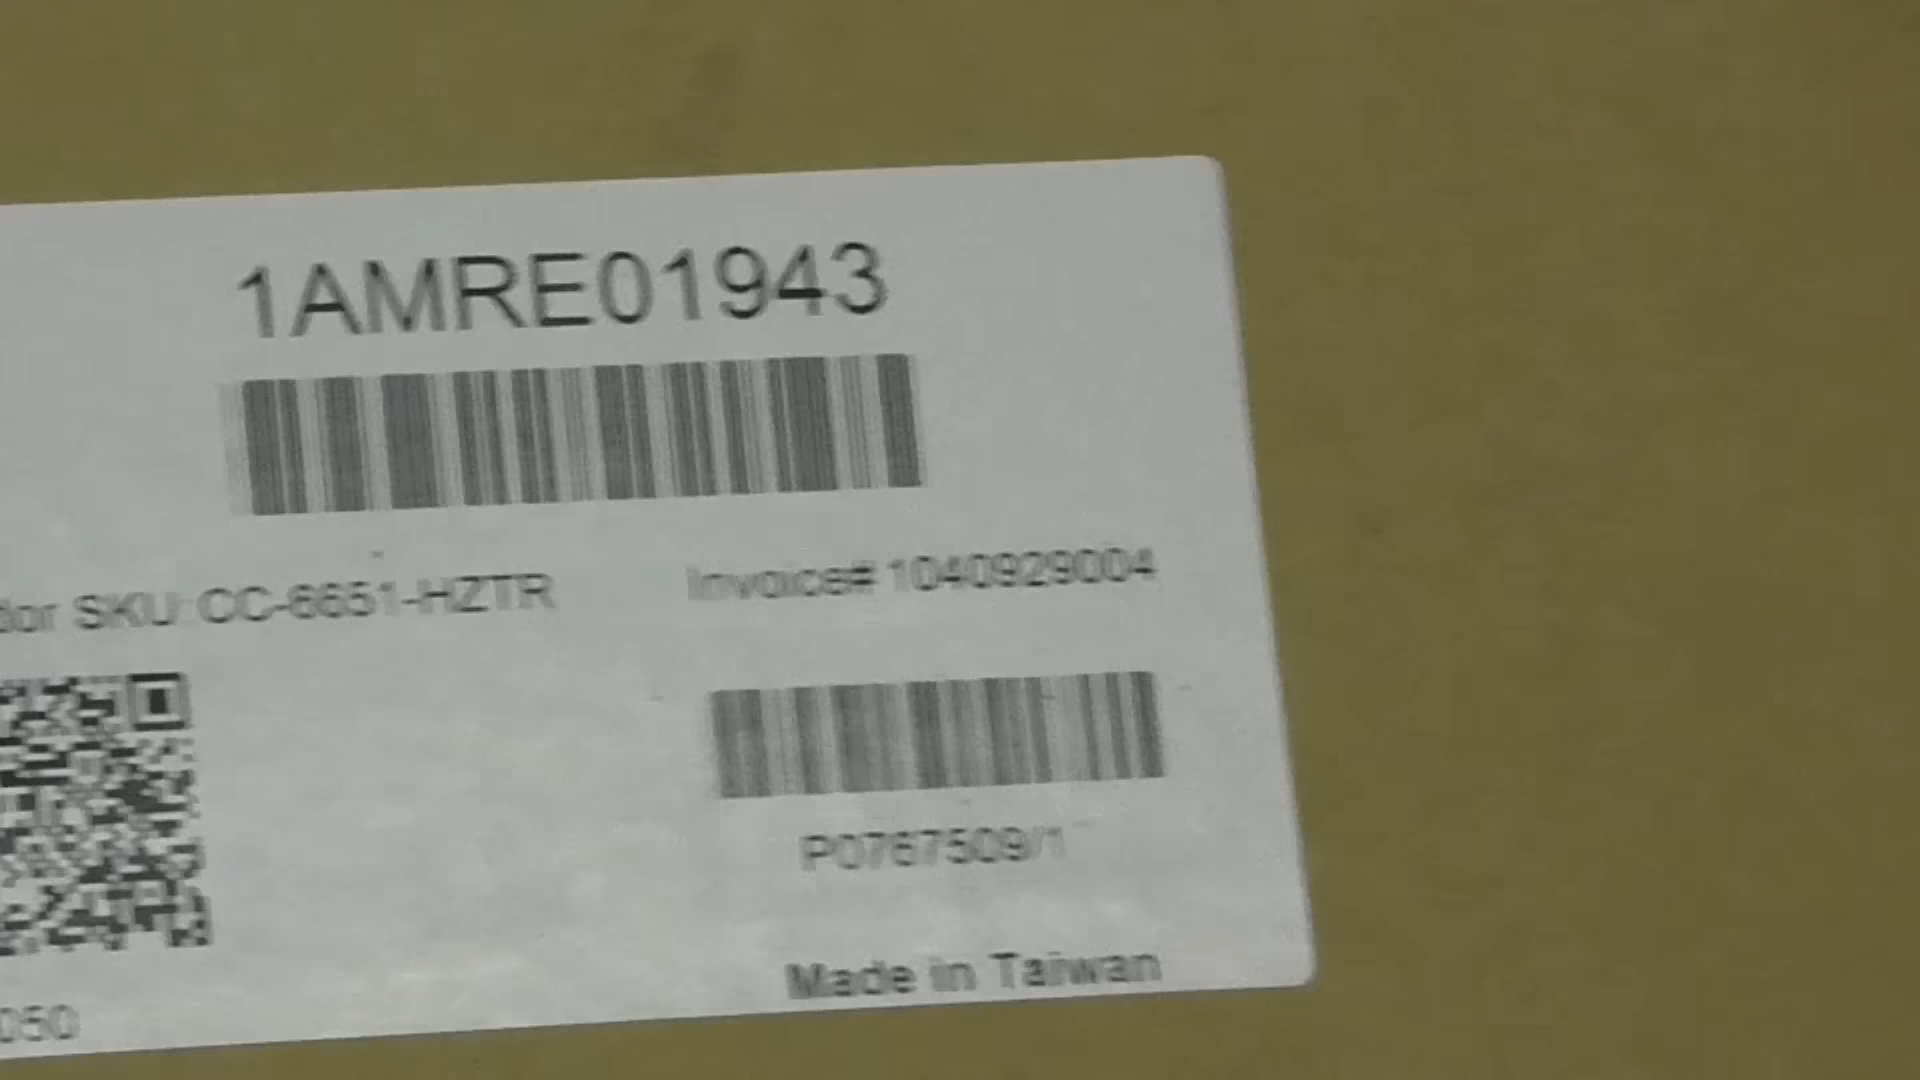 1AMRE01943
dor SKU CC-6651-HZTR
Invoice# 1040929004
P0767509/1
Made in Taiwan
050